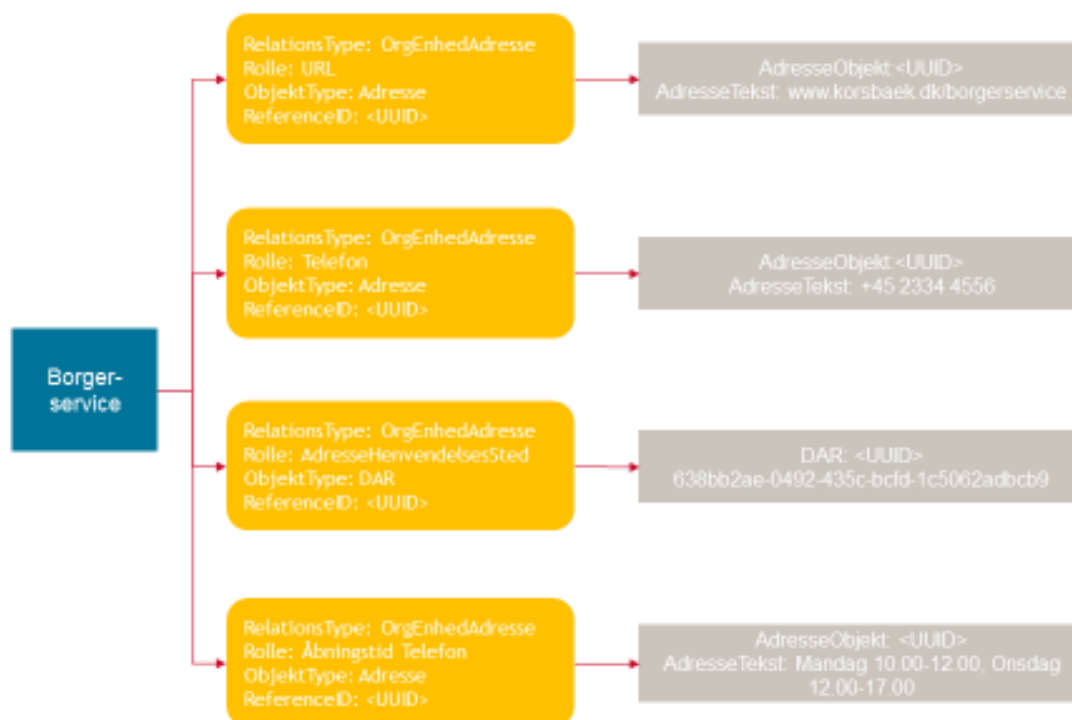 RelationsType: OrgEnhedAdresse
Rolle: URL
ObjektType: Adresse
ReferenceID: <UUID>
AdresseObjekt:<UUID>
AdresseTekst: www.korsbaek.dk/borgerservice
RelationsType: OrgEnhedAdresse
Rolle: Telefon
ObjektType: Adresse
ReferenceID: <UUID>
AdresseObjekt:<UUID>
AdresseTekst: +45 2334 4556
Borger-
service
RelationsType: OrgEnhedAdresse
Rolle: AdresseHenvendelsesSted
ObjektType: DAR
ReferenceID: <UUID>
DAR: <UUID>
638bb2ae-0492-435c-bcfd-1c5062adbcb9
RelationsType: OrgEnhedAdresse
Rolle: Åbningstid Telefon
ObjektType: Adresse
ReferenceID: <UUID>
AdresseObjekt: <UUID>
AdresseTekst: Mandag 10.00-12.00, Onsdag
12.00-17.00